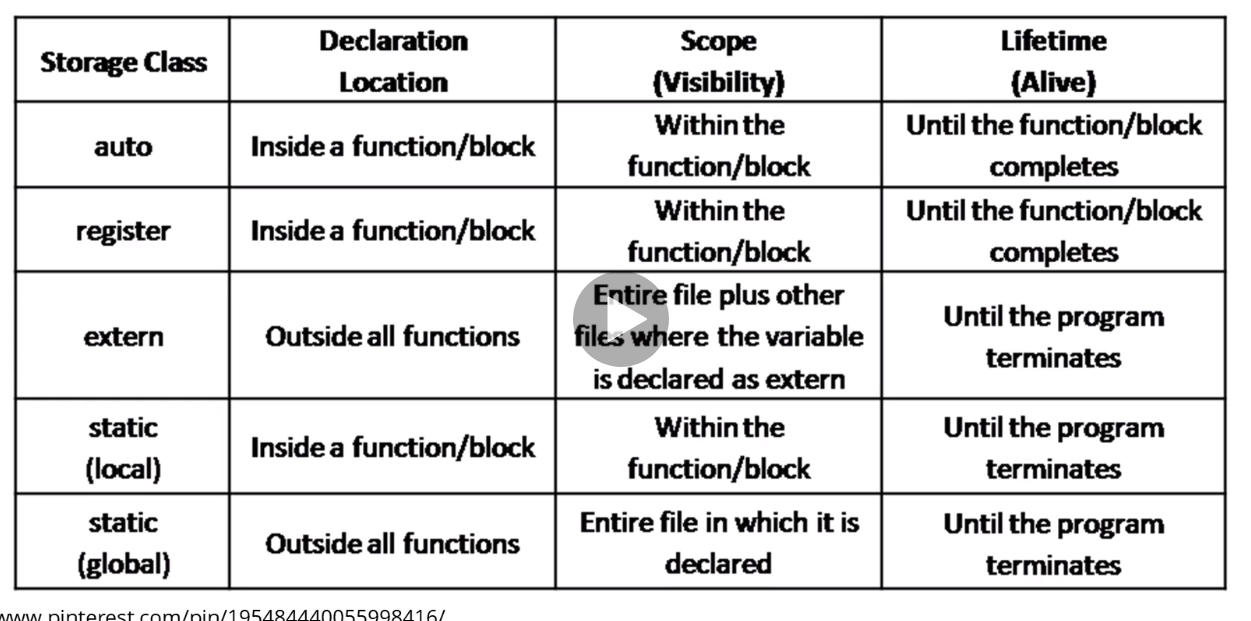 Storage Class
Declaration
Location
Scope
(Visibility)
Lifetime
(Alive)
auto
Inside a function/block
Within the
function/block
Until the function/block
completes
register
Inside a function/block
Within the
function/block
Until the function/block
completes
extern
Outside all functions
Entire file plus other
files where the variable
is declared as extern
Until the program
terminates
static
(local)
Inside a function/block
Within the
function/block
Until the program
terminates
static
(global)
Outside all functions
Entire file in which it is
declared
Until the program
terminates
www.pinterest.com/pin/195484440055998416/